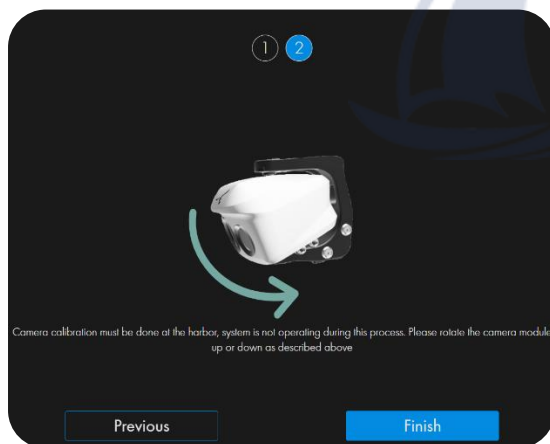 1 2
Camera calibration must be done at the harbor, system is not operating during this process. Please rotate the camera module
up or down as described above
Previous Finish